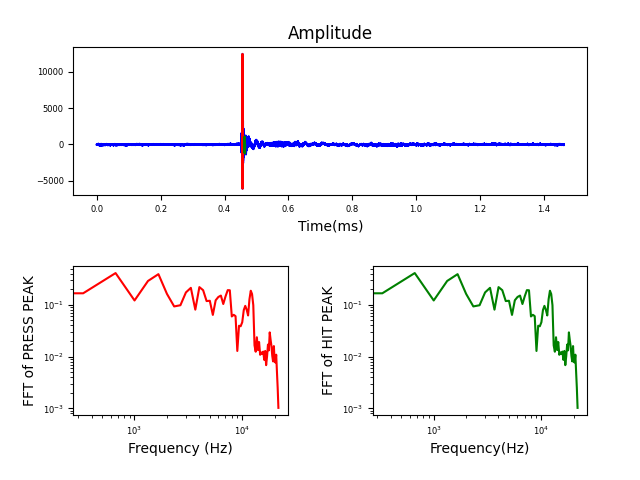 Amplitude
10000
5000
0
−5000
0.0 0.2 0.4 0.6 0.8 1.0 1.2 1.4
Time(ms)
FFT of PRESS PEAK
10⁻¹
10⁻²
10⁻³
10³ 10⁴
Frequency (Hz)
FFT of HIT PEAK
10⁻¹
10⁻²
10⁻³
10³ 10⁴
Frequency(Hz)